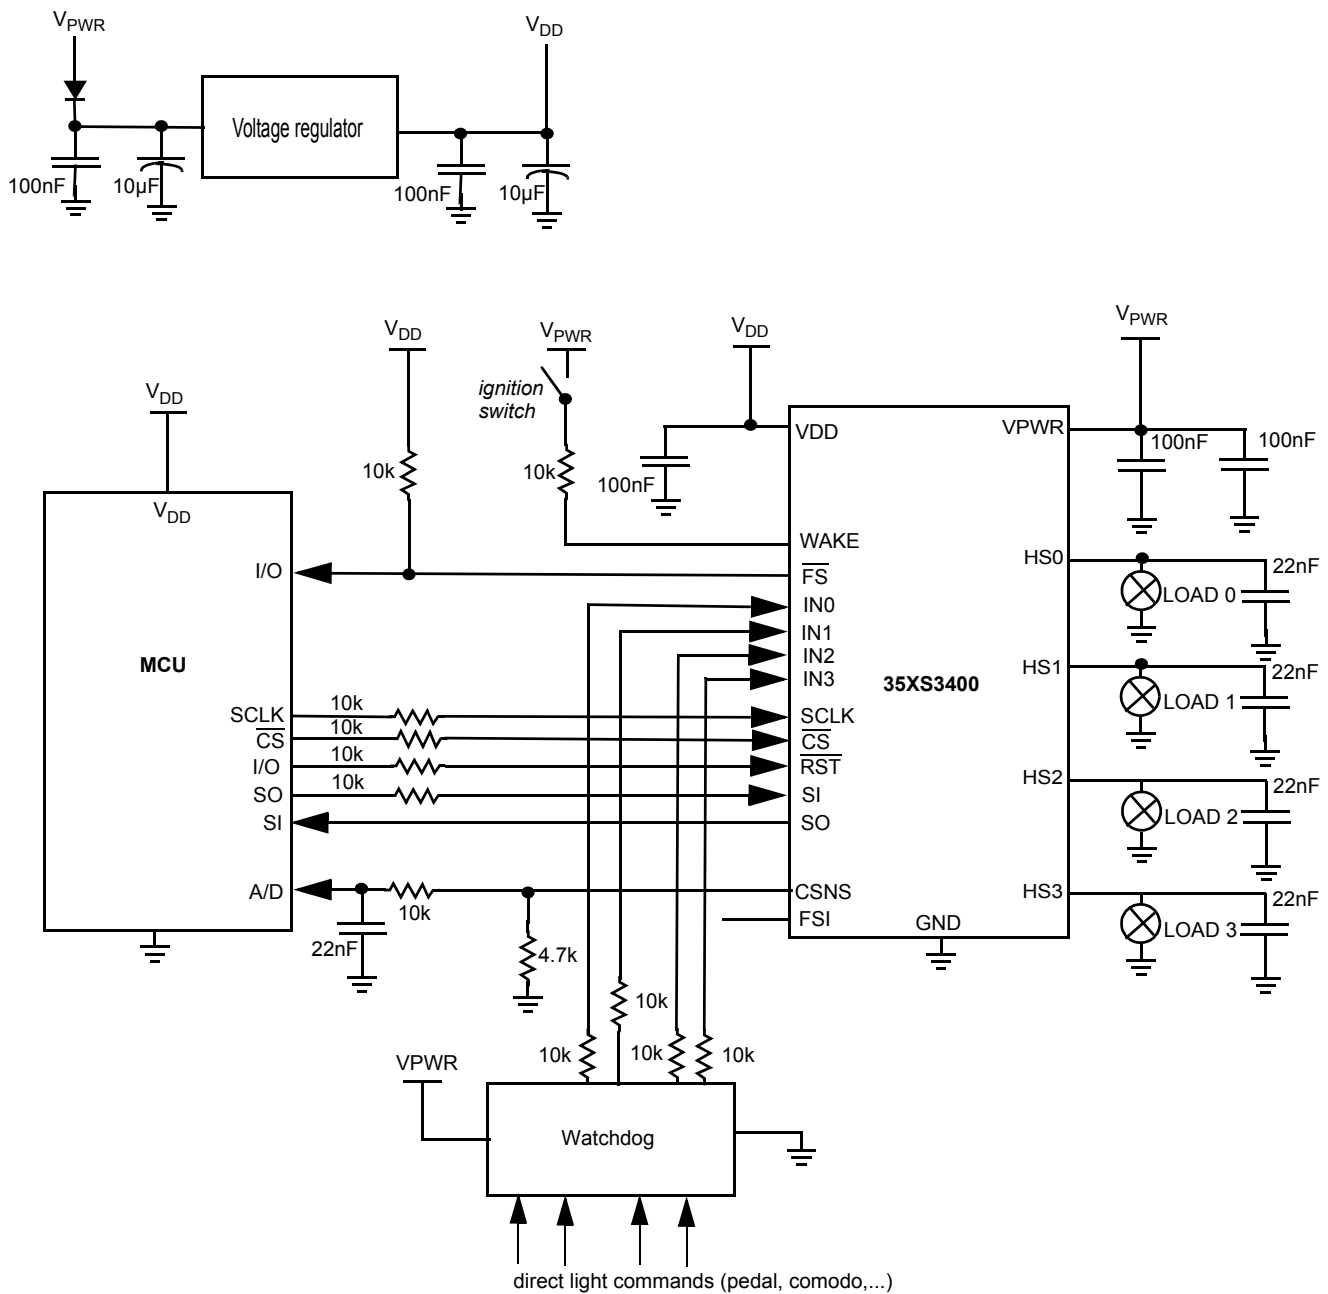 VPWR
VDD
Voltage regulator
100nF
10µF
100nF
10µF
VDD
VPWR
VDD
VPWR
VDD
ignition
switch
10k
10k
100nF
VDD
VPWR
100nF
100nF
VDD
WAKE
HS0
22nF
I/O
FS
IN0
LOAD 0
IN1
IN2
IN3
MCU
35XS3400
HS1
22nF
LOAD 1
10k
SCLK
SCLK
10k
CS
CS
I/O
10k
RST
SO
10k
SI
SI
SO
HS2
22nF
LOAD 2
A/D
10k
CSNS
HS3
22nF
FSI
GND
LOAD 3
22nF
4.7k
10k
10k
10k
10k
VPWR
Watchdog
direct light commands (pedal, comodo,...)